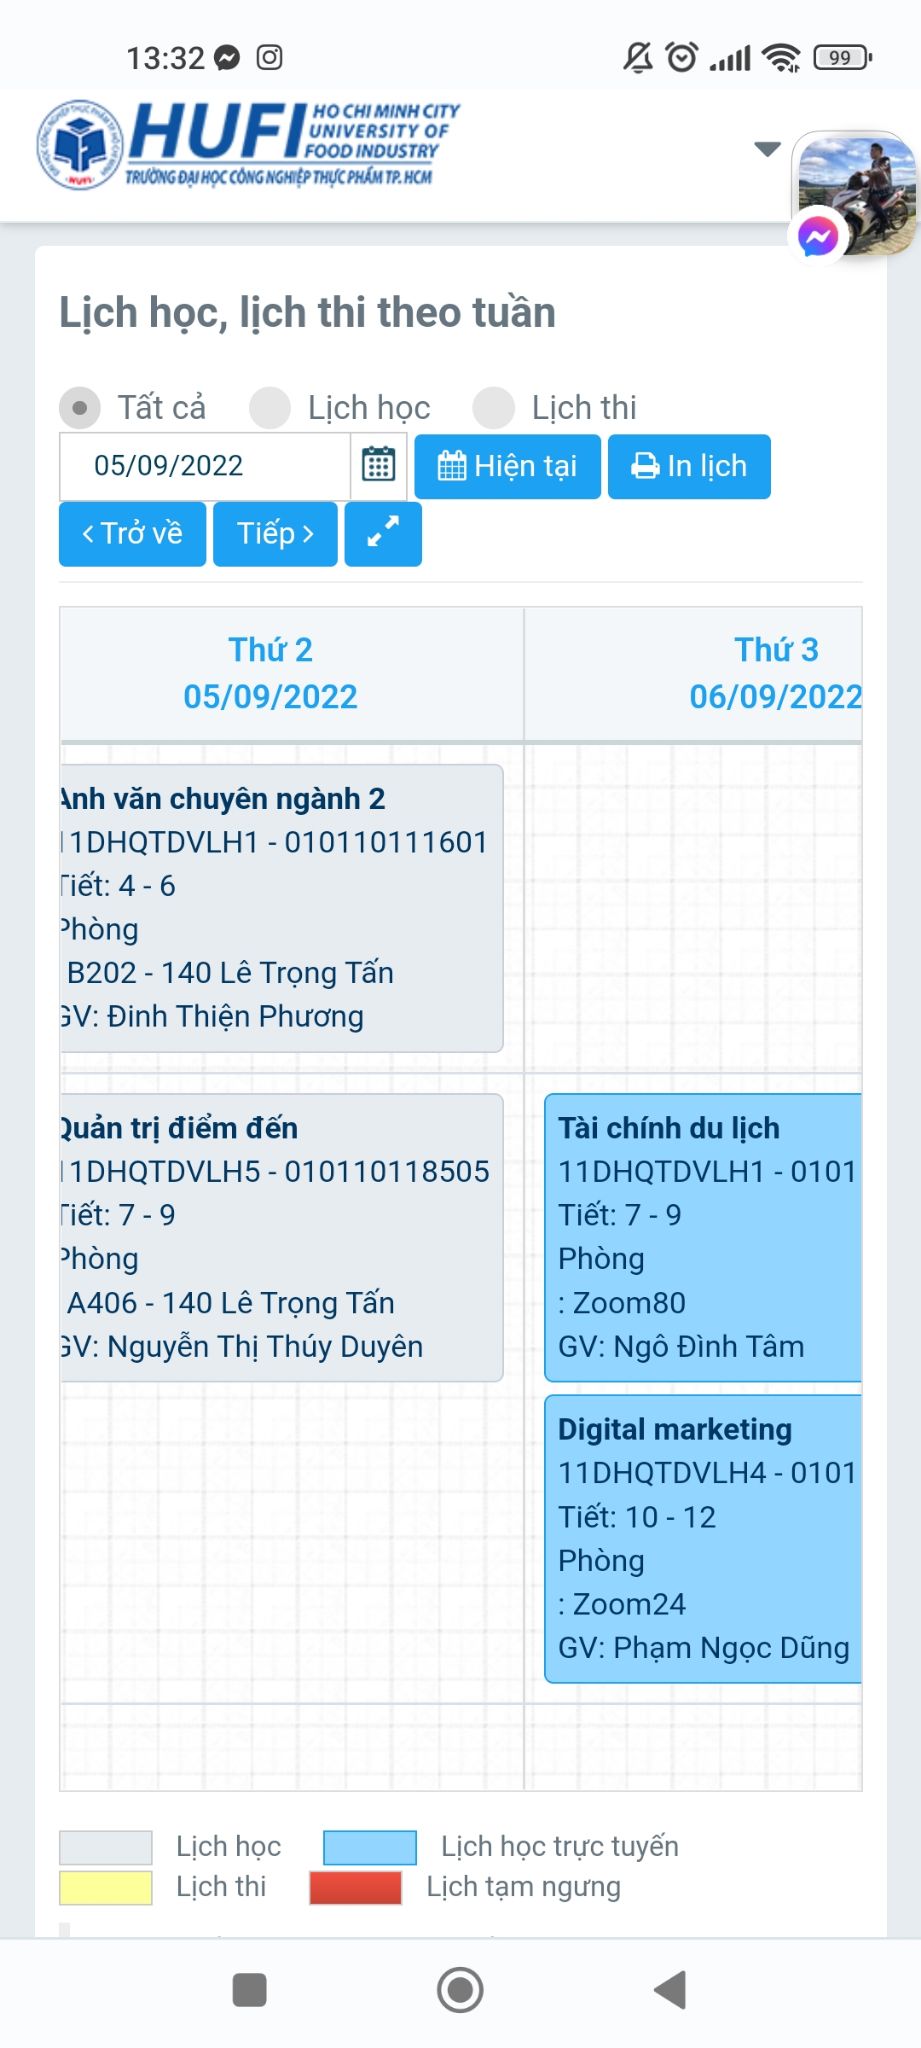 13:32
99
HUFI
HO CHI MINH CITY
UNIVERSITY OF
FOOD INDUSTRY
TRƯỜNG ĐẠI HỌC CÔNG NGHIỆP THỰC PHẨM TP. HCM
Lịch học, lịch thi theo tuần
Tất cả Lịch học Lịch thi
05/09/2022 Hiện tại In lịch
Trở về Tiếp
Thứ 2
05/09/2022
Thứ 3
06/09/2022
Anh văn chuyên ngành 2
11DHQTDVLH1 - 010110111601
Tiết: 4 - 6
Phòng
B202 - 140 Lê Trọng Tấn
GV: Đinh Thiện Phương
Quản trị điểm đến
11DHQTDVLH5 - 010110118505
Tiết: 7 - 9
Phòng
A406 - 140 Lê Trọng Tấn
GV: Nguyễn Thị Thúy Duyên
Tài chính du lịch
11DHQTDVLH1 - 0101
Tiết: 7 - 9
Phòng
: Zoom80
GV: Ngô Đình Tâm
Digital marketing
11DHQTDVLH4 - 0101
Tiết: 10 - 12
Phòng
: Zoom24
GV: Phạm Ngọc Dũng
Lịch học Lịch học trực tuyến
Lịch thi Lịch tạm ngưng